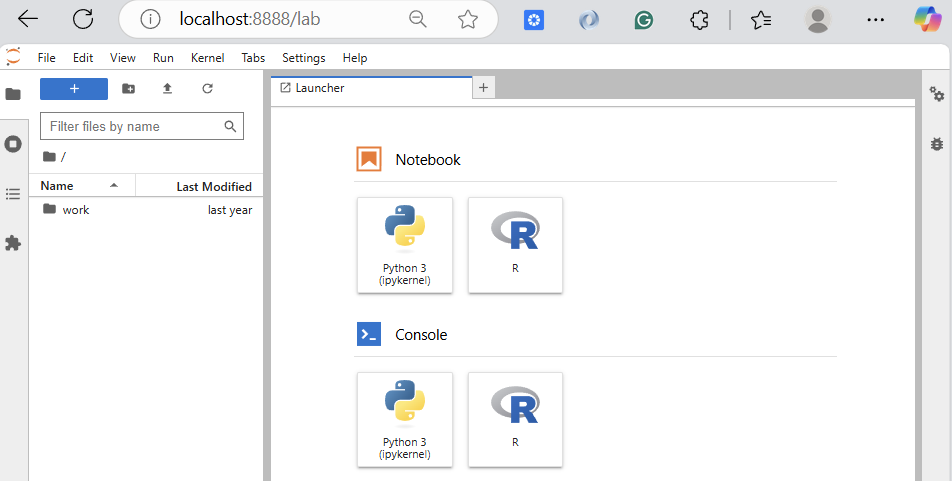 localhost:8888/lab
File Edit View Run Kernel Tabs Settings Help
+
Launcher
+
Filter files by name
/
Name Last Modified
work last year
Notebook
Python 3
(ipykernel)
R
Console
Python 3
(ipykernel)
R